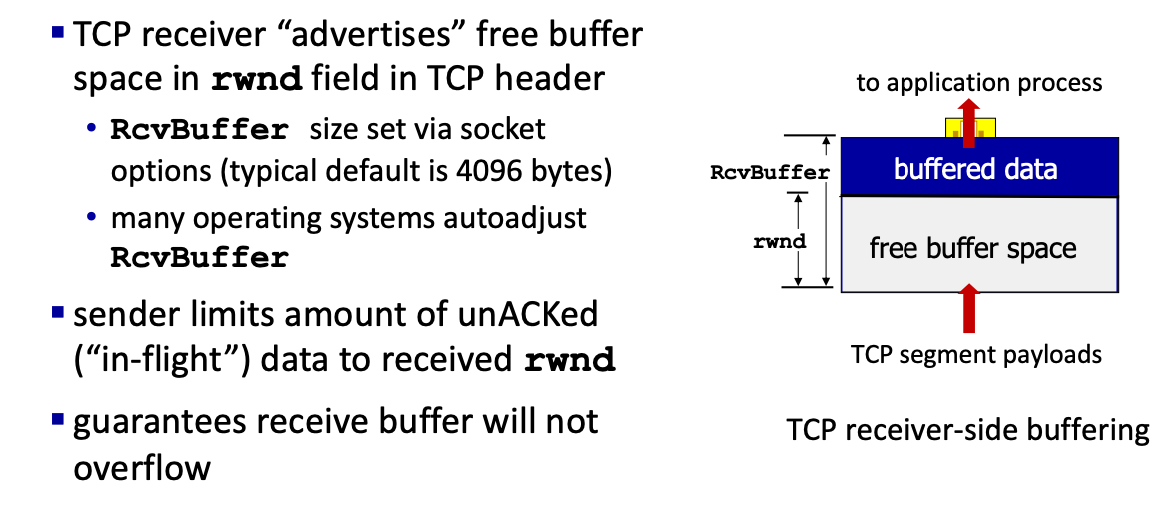 TCP receiver “advertises” free buffer
space in rwnd field in TCP header
RcvBuffer size set via socket
options (typical default is 4096 bytes)
many operating systems autoadjust
RcvBuffer
sender limits amount of unACKed
(“in-flight”) data to received rwnd
guarantees receive buffer will not
overflow
to application process
buffered data
RcvBuffer
rwnd
free buffer space
TCP segment payloads
TCP receiver-side buffering